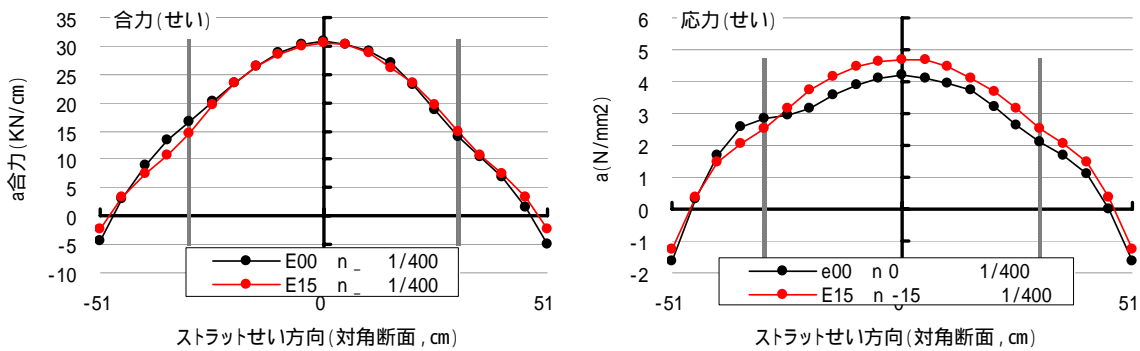 合力(せい)
a合力(KN/cm)
35
30
25
20
15
10
5
0
-5
-10
E00 n _ 1/400
E15 n _ 1/400
-51 0 51
ストラットせい方向(対角断面,cm)
応力(せい)
a(N/mm2)
6
5
4
3
2
1
0
-1
-2
e00 n 0 1/400
E15 n -15 1/400
-51 0 51
ストラットせい方向(対角断面,cm)